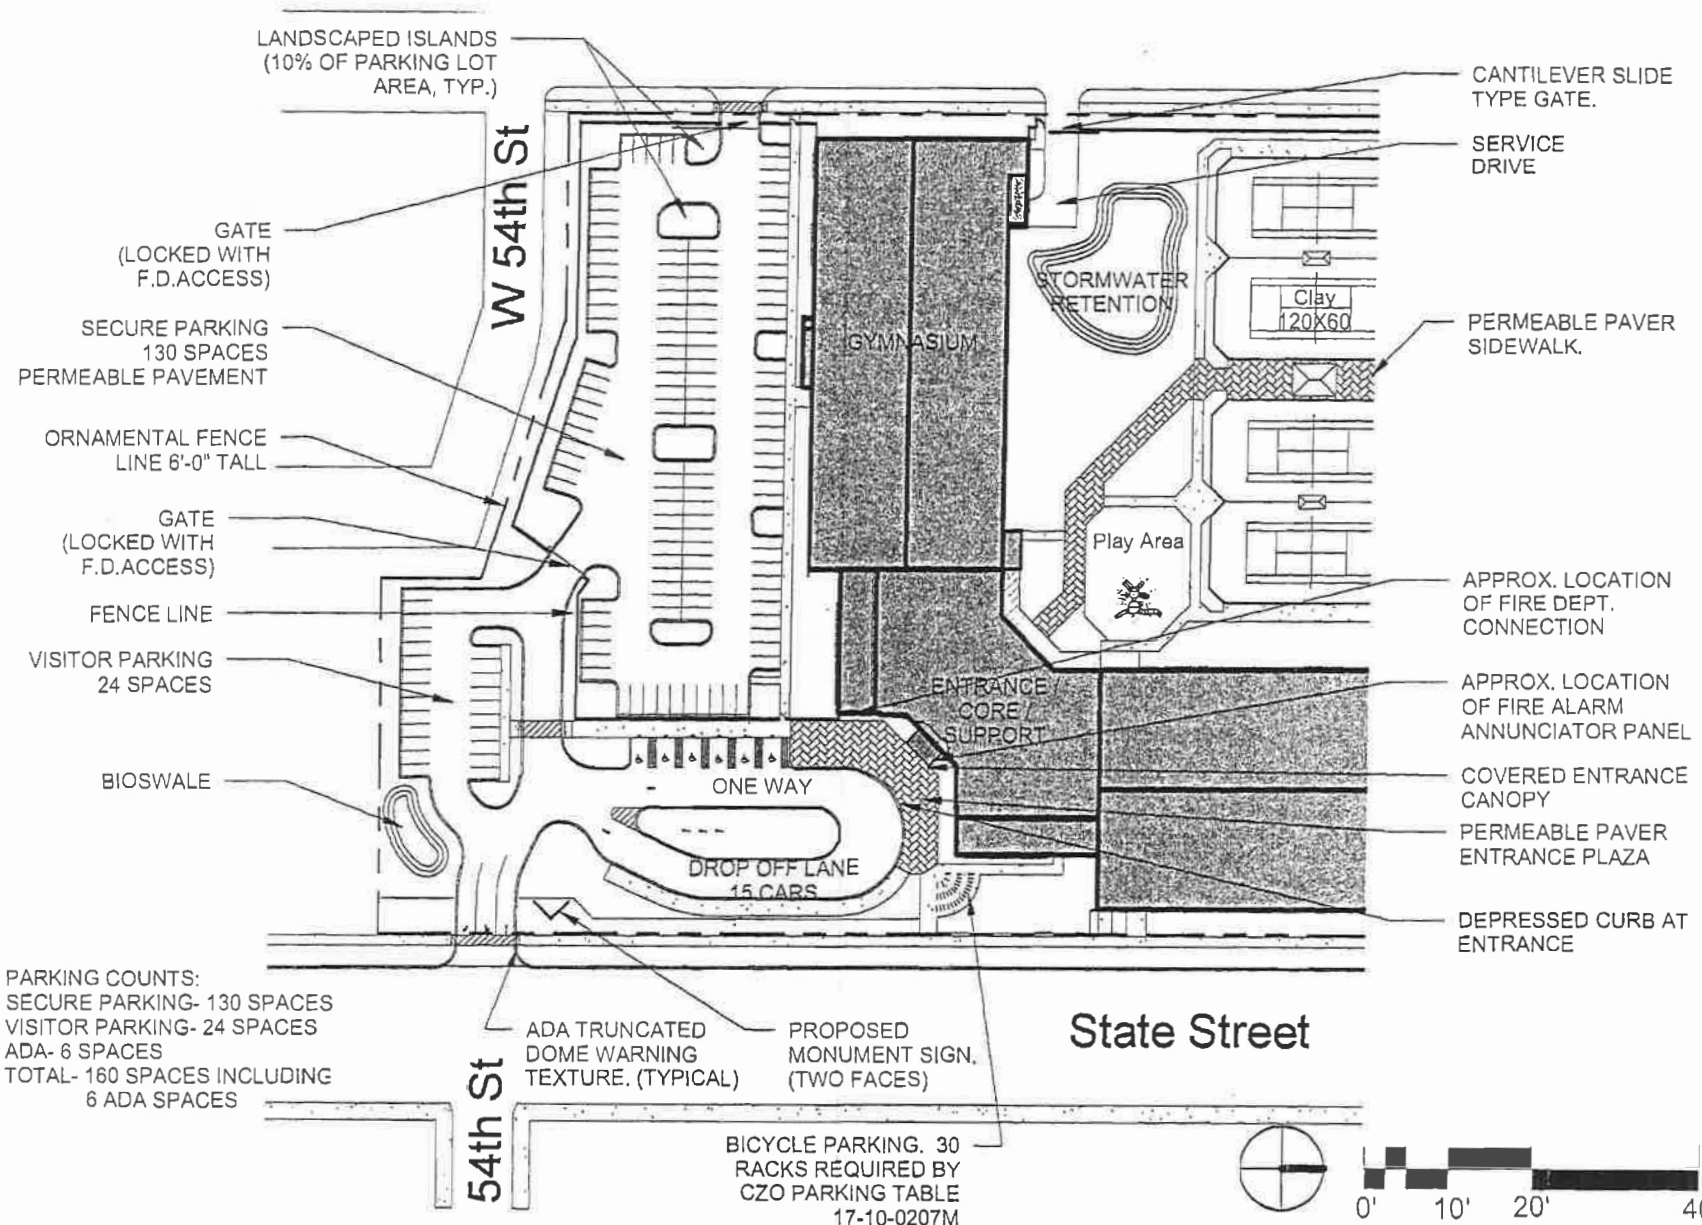 LANDSCAPED ISLANDS
(10% OF PARKING LOT
AREA, TYP.)
W 54th St
GATE
(LOCKED WITH
F.D.ACCESS)
SECURE PARKING
130 SPACES
PERMEABLE PAVEMENT
ORNAMENTAL FENCE
LINE 6'-0" TALL
GATE
(LOCKED WITH
F.D.ACCESS)
FENCE LINE
VISITOR PARKING
24 SPACES
BIOSWALE
PARKING COUNTS:
SECURE PARKING- 130 SPACES
VISITOR PARKING- 24 SPACES
ADA- 6 SPACES
TOTAL- 160 SPACES INCLUDING
6 ADA SPACES
54th St
ADA TRUNCATED
DOME WARNING
TEXTURE. (TYPICAL)
PROPOSED
MONUMENT SIGN.
(TWO FACES)
BICYCLE PARKING. 30
RACKS REQUIRED BY
CZO PARKING TABLE
17-10-0207M
State Street
ONE WAY
DROP OFF LANE
15 CARS
GYMNASIUM
ENTRANCE /
CORE /
SUPPORT
STORMWATER
RETENTION
Clay
120X60
Play Area
CANTILEVER SLIDE
TYPE GATE.
SERVICE
DRIVE
PERMEABLE PAVER
SIDEWALK.
APPROX. LOCATION
OF FIRE DEPT.
CONNECTION
APPROX. LOCATION
OF FIRE ALARM
ANNUNCIATOR PANEL
COVERED ENTRANCE
CANOPY
PERMEABLE PAVER
ENTRANCE PLAZA
DEPRESSED CURB AT
ENTRANCE
0' 10' 20'